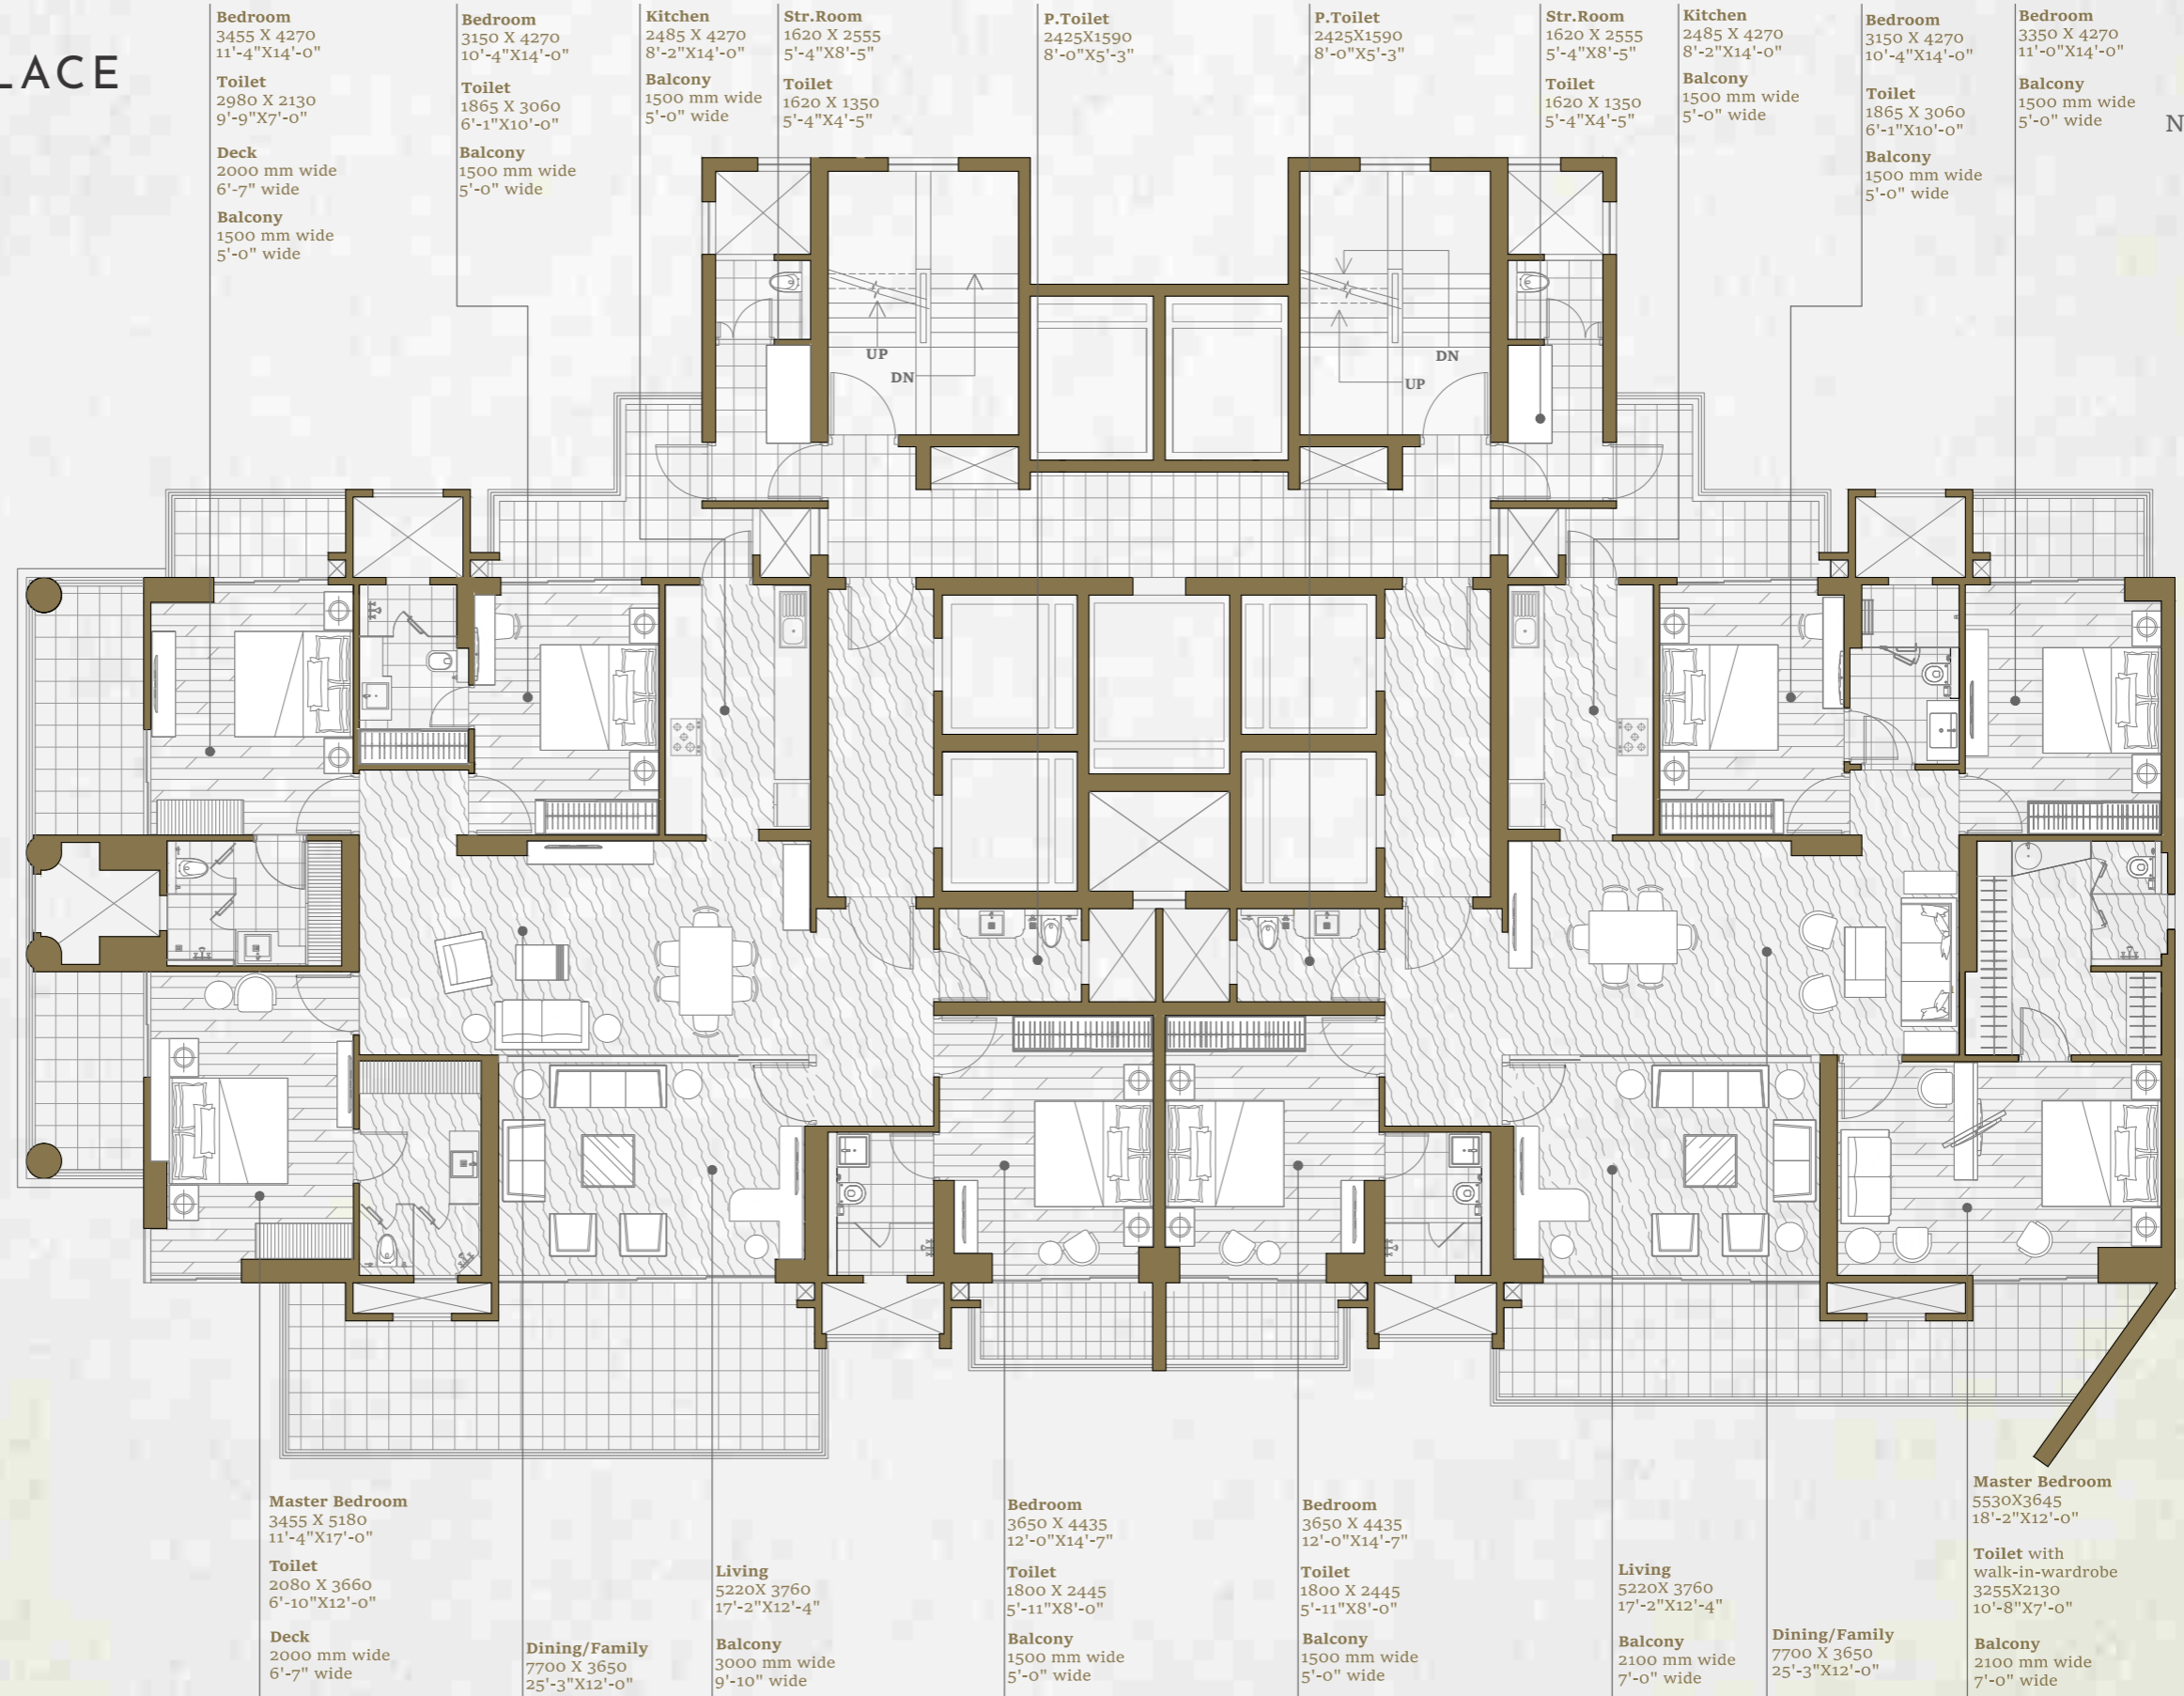 LACE
Bedroom
3455 X 4270
11'-4"X14'-0"
Toilet
2980 X 2130
9'-9"X7'-0"
Deck
2000 mm wide
6'-7" wide
Balcony
1500 mm wide
5'-0" wide
Bedroom
3150 X 4270
10'-4"X14'-0"
Toilet
1865 X 3060
6'-1"X10'-0"
Balcony
1500 mm wide
5'-0" wide
Kitchen
2485 X 4270
8'-2"X14'-0"
Balcony
1500 mm wide
5'-0" wide
Str.Room
1620 X 2555
5'-4"X8'-5"
Toilet
1620 X 1350
5'-4"X4'-5"
P.Toilet
2425X1590
8'-0"X5'-3"
P.Toilet
2425X1590
8'-0"X5'-3"
Str.Room
1620 X 2555
5'-4"X8'-5"
Toilet
1620 X 1350
5'-4"X4'-5"
Kitchen
2485 X 4270
8'-2"X14'-0"
Balcony
1500 mm wide
5'-0" wide
Bedroom
3150 X 4270
10'-4"X14'-0"
Toilet
1865 X 3060
6'-1"X10'-0"
Balcony
1500 mm wide
5'-0" wide
Bedroom
3350 X 4270
11'-0"X14'-0"
Balcony
1500 mm wide
5'-0" wide
N
UP
DN
DN
UP
Master Bedroom
3455 X 5180
11'-4"X17'-0"
Toilet
2080 X 3660
6'-10"X12'-0"
Deck
2000 mm wide
6'-7" wide
Dining/Family
7700 X 3650
25'-3"X12'-0"
Living
5220X 3760
17'-2"X12'-4"
Balcony
3000 mm wide
9'-10" wide
Bedroom
3650 X 4435
12'-0"X14'-7"
Toilet
1800 X 2445
5'-11"X8'-0"
Balcony
1500 mm wide
5'-0" wide
Bedroom
3650 X 4435
12'-0"X14'-7"
Toilet
1800 X 2445
5'-11"X8'-0"
Balcony
1500 mm wide
5'-0" wide
Living
5220X 3760
17'-2"X12'-4"
Balcony
2100 mm wide
7'-0" wide
Dining/Family
7700 X 3650
25'-3"X12'-0"
Master Bedroom
5530X3645
18'-2"X12'-0"
Toilet with
walk-in-wardrobe
3255X2130
10'-8"X7'-0"
Balcony
2100 mm wide
7'-0" wide